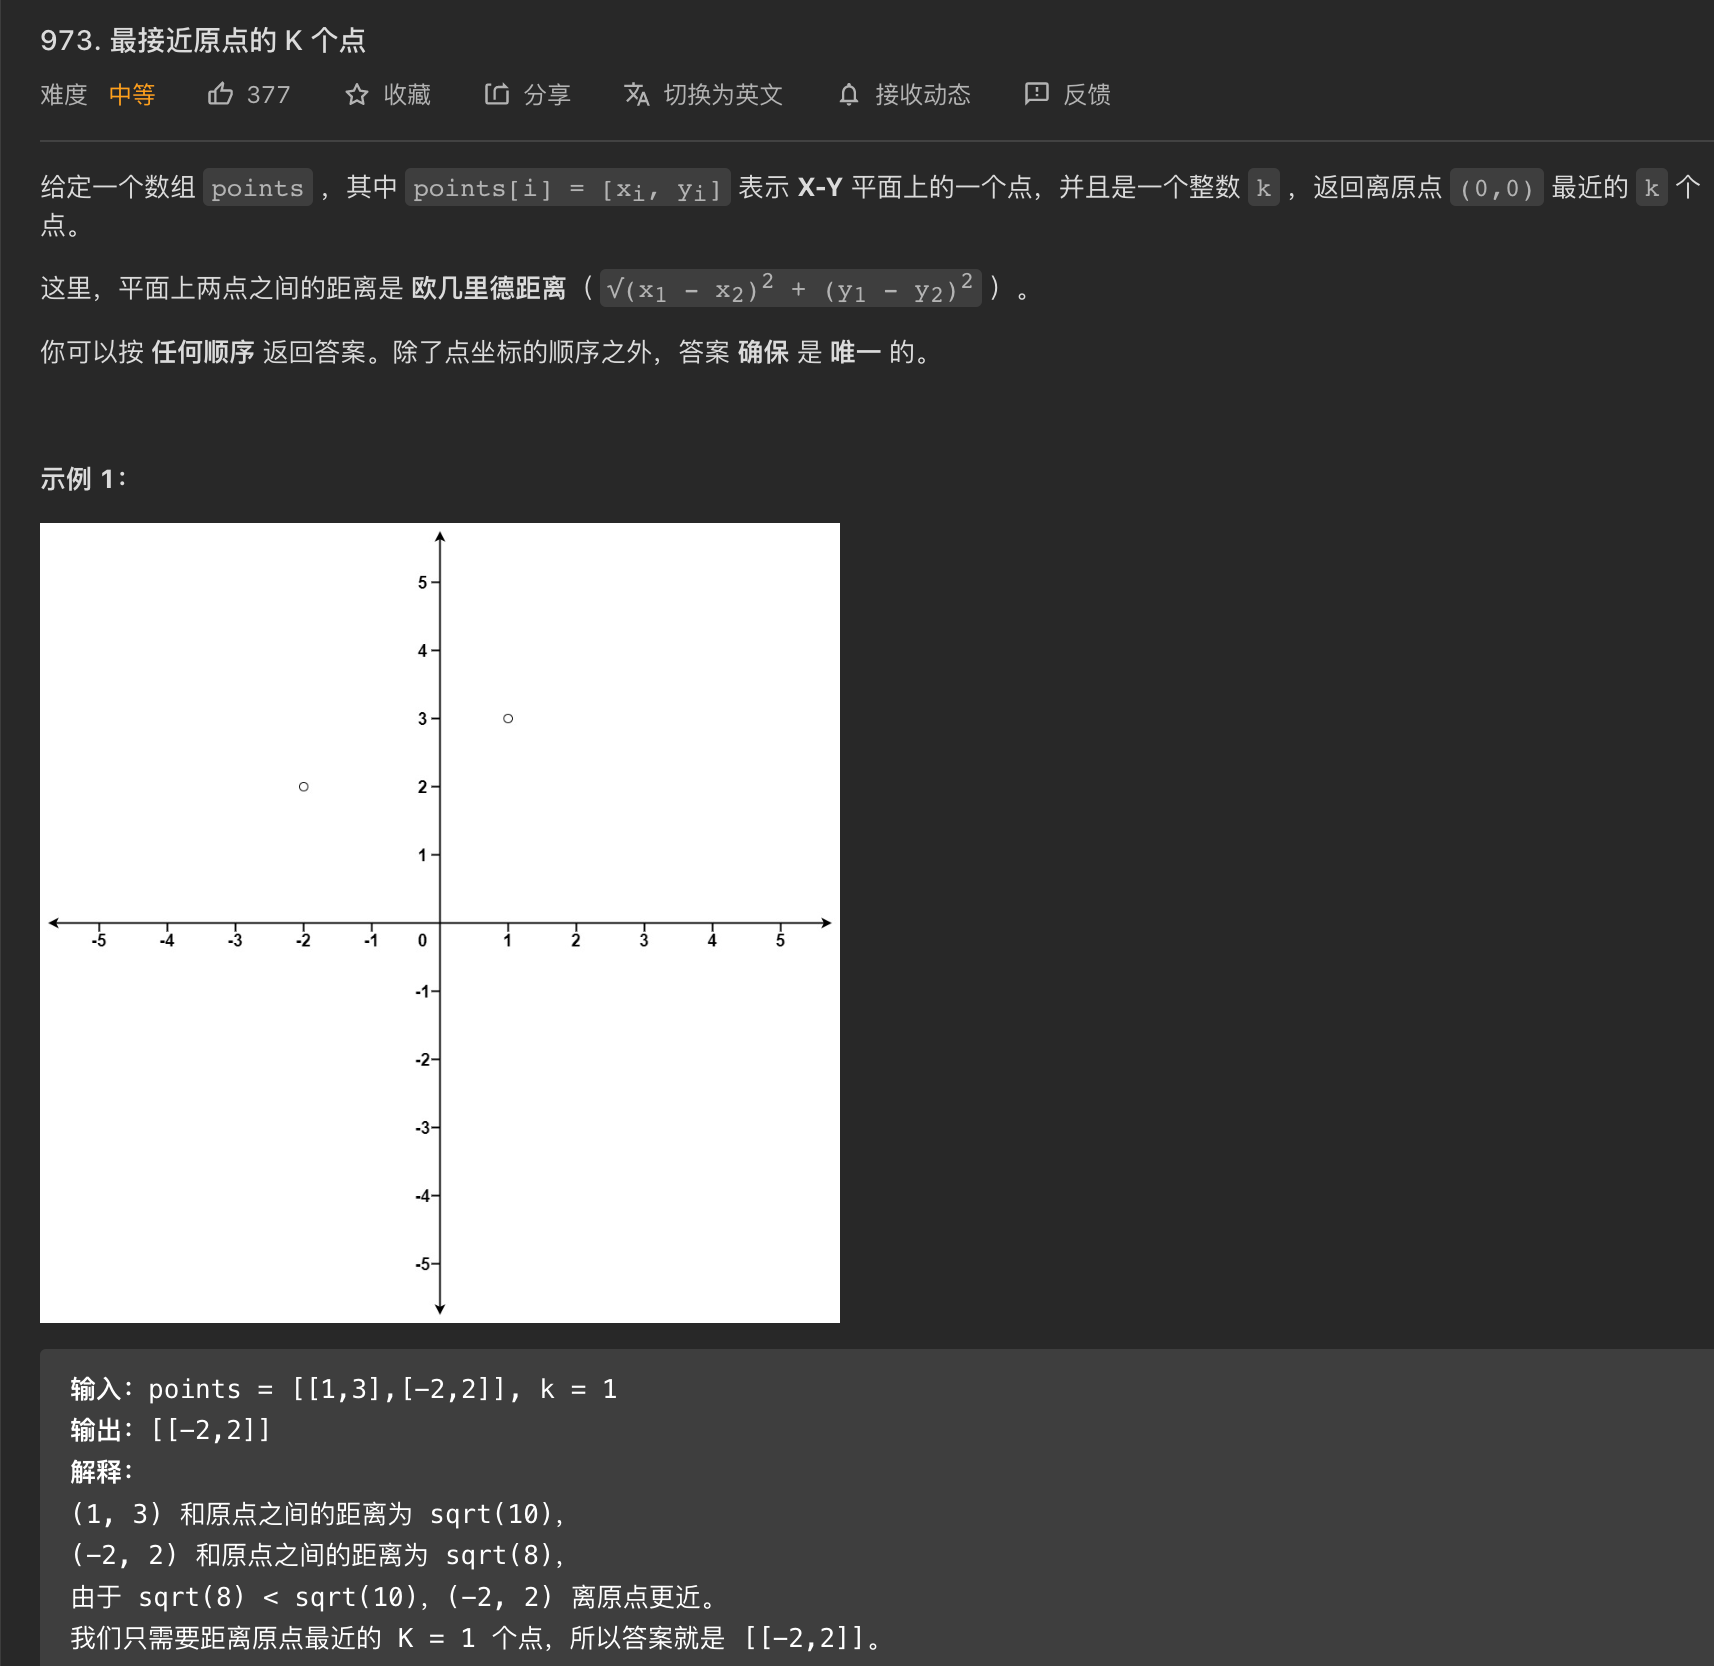 973. 最接近原点的 K 个点
难度 中等 377 收藏 分享 切换为英文 接收动态 反馈
给定一个数组 points ，其中 points[i] = [xi, yi] 表示 X-Y 平面上的一个点，并且是一个整数 k ，返回离原点 (0,0) 最近的 k 个
点。
这里，平面上两点之间的距离是 欧几里德距离（ √(x1 - x2)2 + (y1 - y2)2 ）。
你可以按 任何顺序 返回答案。除了点坐标的顺序之外，答案 确保 是 唯一 的。
示例 1：
5
4
3
2
1
-5 -4 -3 -2 -1 0 1 2 3 4 5
-1
-2
-3
-4
-5
输入：points = [[1,3],[-2,2]], k = 1
输出：[[-2,2]]
解释：
(1, 3) 和原点之间的距离为 sqrt(10)，
(-2, 2) 和原点之间的距离为 sqrt(8)，
由于 sqrt(8) < sqrt(10)，(-2, 2) 离原点更近。
我们只需要距离原点最近的 K = 1 个点，所以答案就是 [[-2,2]]。